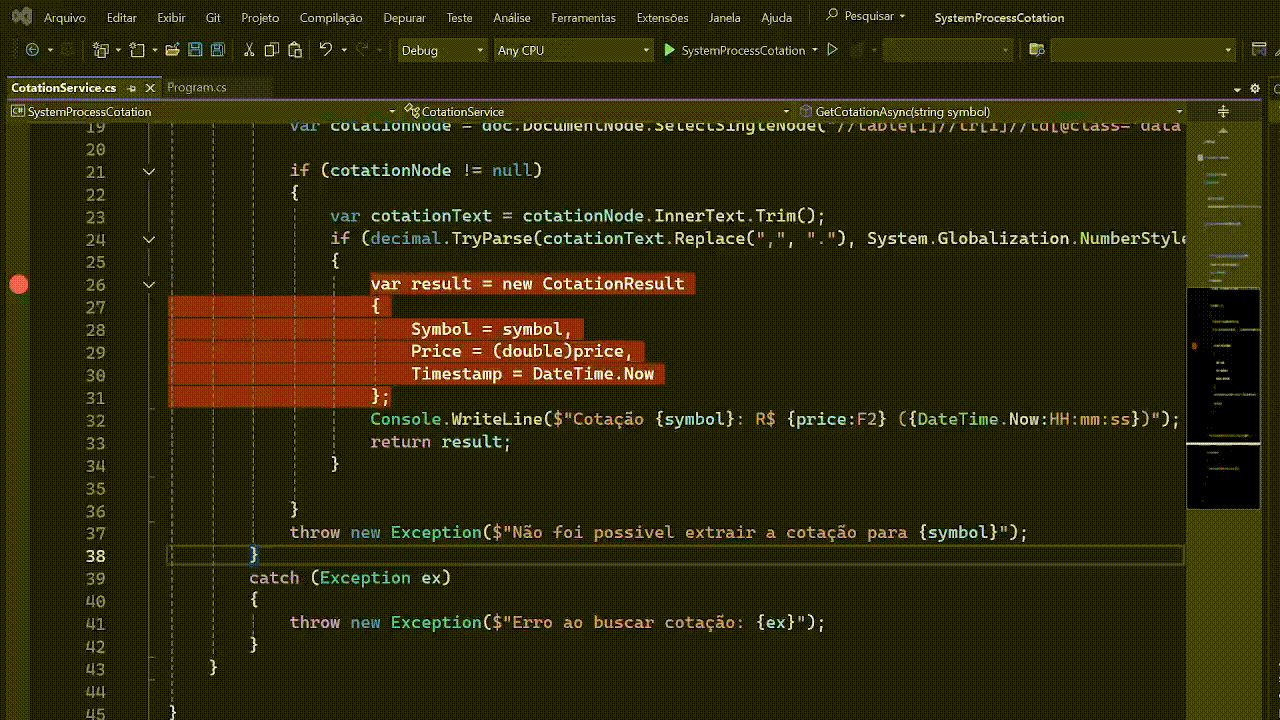 Arquivo Editar Exibir Git Projeto Compilação Depurar Teste Análise Ferramentas Extensões Janela Ajuda Pesquisar SystemProcessCotation
Debug Any CPU SystemProcessCotation
CotationService.cs Program.cs
C# SystemProcessCotation CotationService GetCotationAsync(string symbol)
19 var cotationNode = doc.DocumentNode.SelectSingleNode("//table[1]//tr[1]//td[@class='data
20
21 if (cotationNode != null)
22 {
23 var cotationText = cotationNode.InnerText.Trim();
24 if (decimal.TryParse(cotationText.Replace(",", "."), System.Globalization.NumberStyle
25 {
26 var result = new CotationResult
27 {
28 Symbol = symbol,
29 Price = (double)price,
30 Timestamp = DateTime.Now
31 };
32 Console.WriteLine($"Cotação {symbol}: R$ {price:F2} ({DateTime.Now:HH:mm:ss})");
33 return result;
34 }
35
36 }
37 throw new Exception($"Não foi possivel extrair a cotação para {symbol}");
38 }
39 catch (Exception ex)
40 {
41 throw new Exception($"Erro ao buscar cotação: {ex}");
42 }
43 }
44
45 }